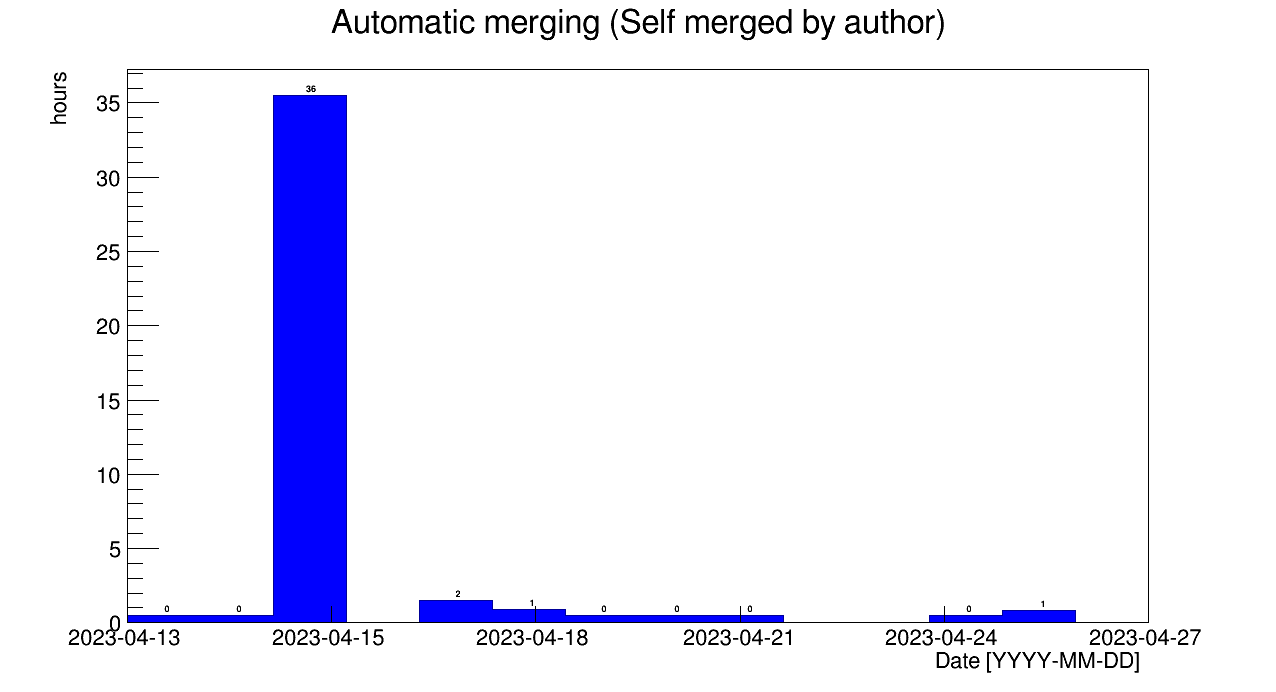 Automatic merging (Self merged by author)
hours
35
30
25
20
15
10
5
0
36
0 0 2 1 0 0 0 0 1
2023-04-13 2023-04-15 2023-04-18 2023-04-21 2023-04-24 2023-04-27
Date [YYYY-MM-DD]